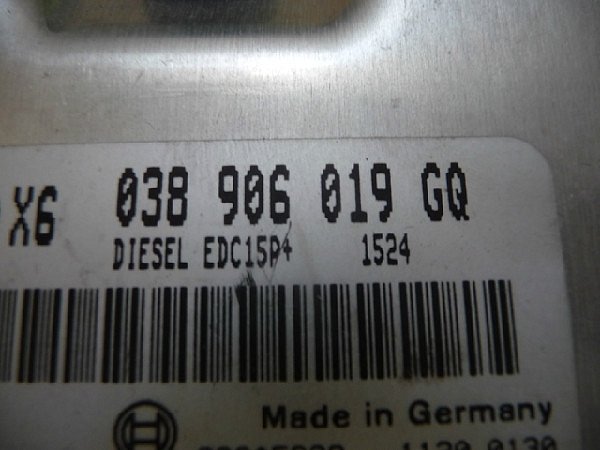 X6 038 906 019 GQ
DIESEL EDC15P+ 1524
Made in Germany